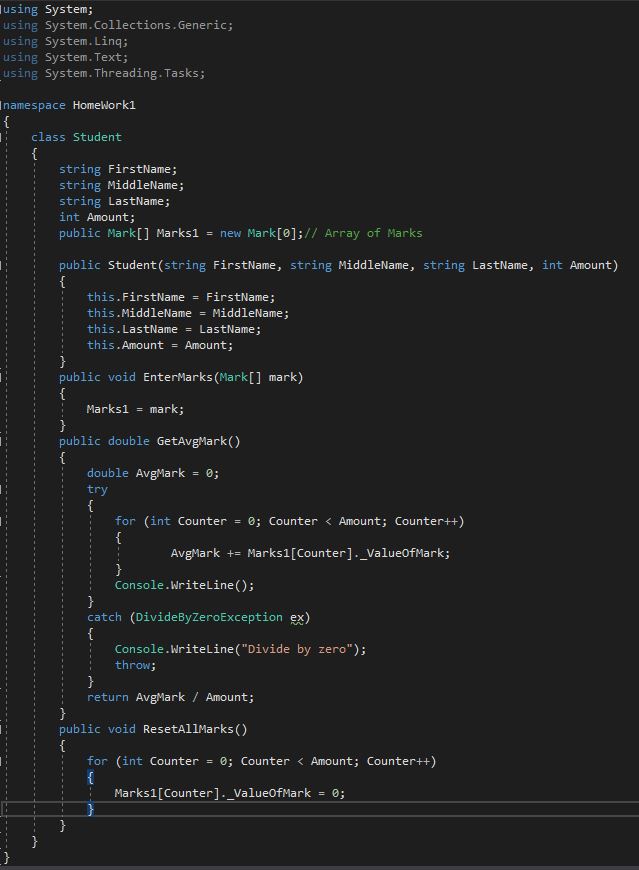 using System;
using System.Collections.Generic;
using System.Linq;
using System.Text;
using System.Threading.Tasks;

namespace HomeWork1
{
    class Student
    {
        string FirstName;
        string MiddleName;
        string LastName;
        int Amount;
        public Mark[] Marks1 = new Mark[0];// Array of Marks

        public Student(string FirstName, string MiddleName, string LastName, int Amount)
        {
            this.FirstName = FirstName;
            this.MiddleName = MiddleName;
            this.LastName = LastName;
            this.Amount = Amount;
        }
        public void EnterMarks(Mark[] mark)
        {
            Marks1 = mark;
        }
        public double GetAvgMark()
        {
            double AvgMark = 0;
            try
            {
                for (int Counter = 0; Counter < Amount; Counter++)
                {
                        AvgMark += Marks1[Counter]._ValueOfMark;
                }
                Console.WriteLine();
            }
            catch (DivideByZeroException ex)
            {
                Console.WriteLine("Divide by zero");
                throw;
            }
            return AvgMark / Amount;
        }
        public void ResetAllMarks()
        {
            for (int Counter = 0; Counter < Amount; Counter++)
            {
                Marks1[Counter]._ValueOfMark = 0;
            }
        }
    }
}